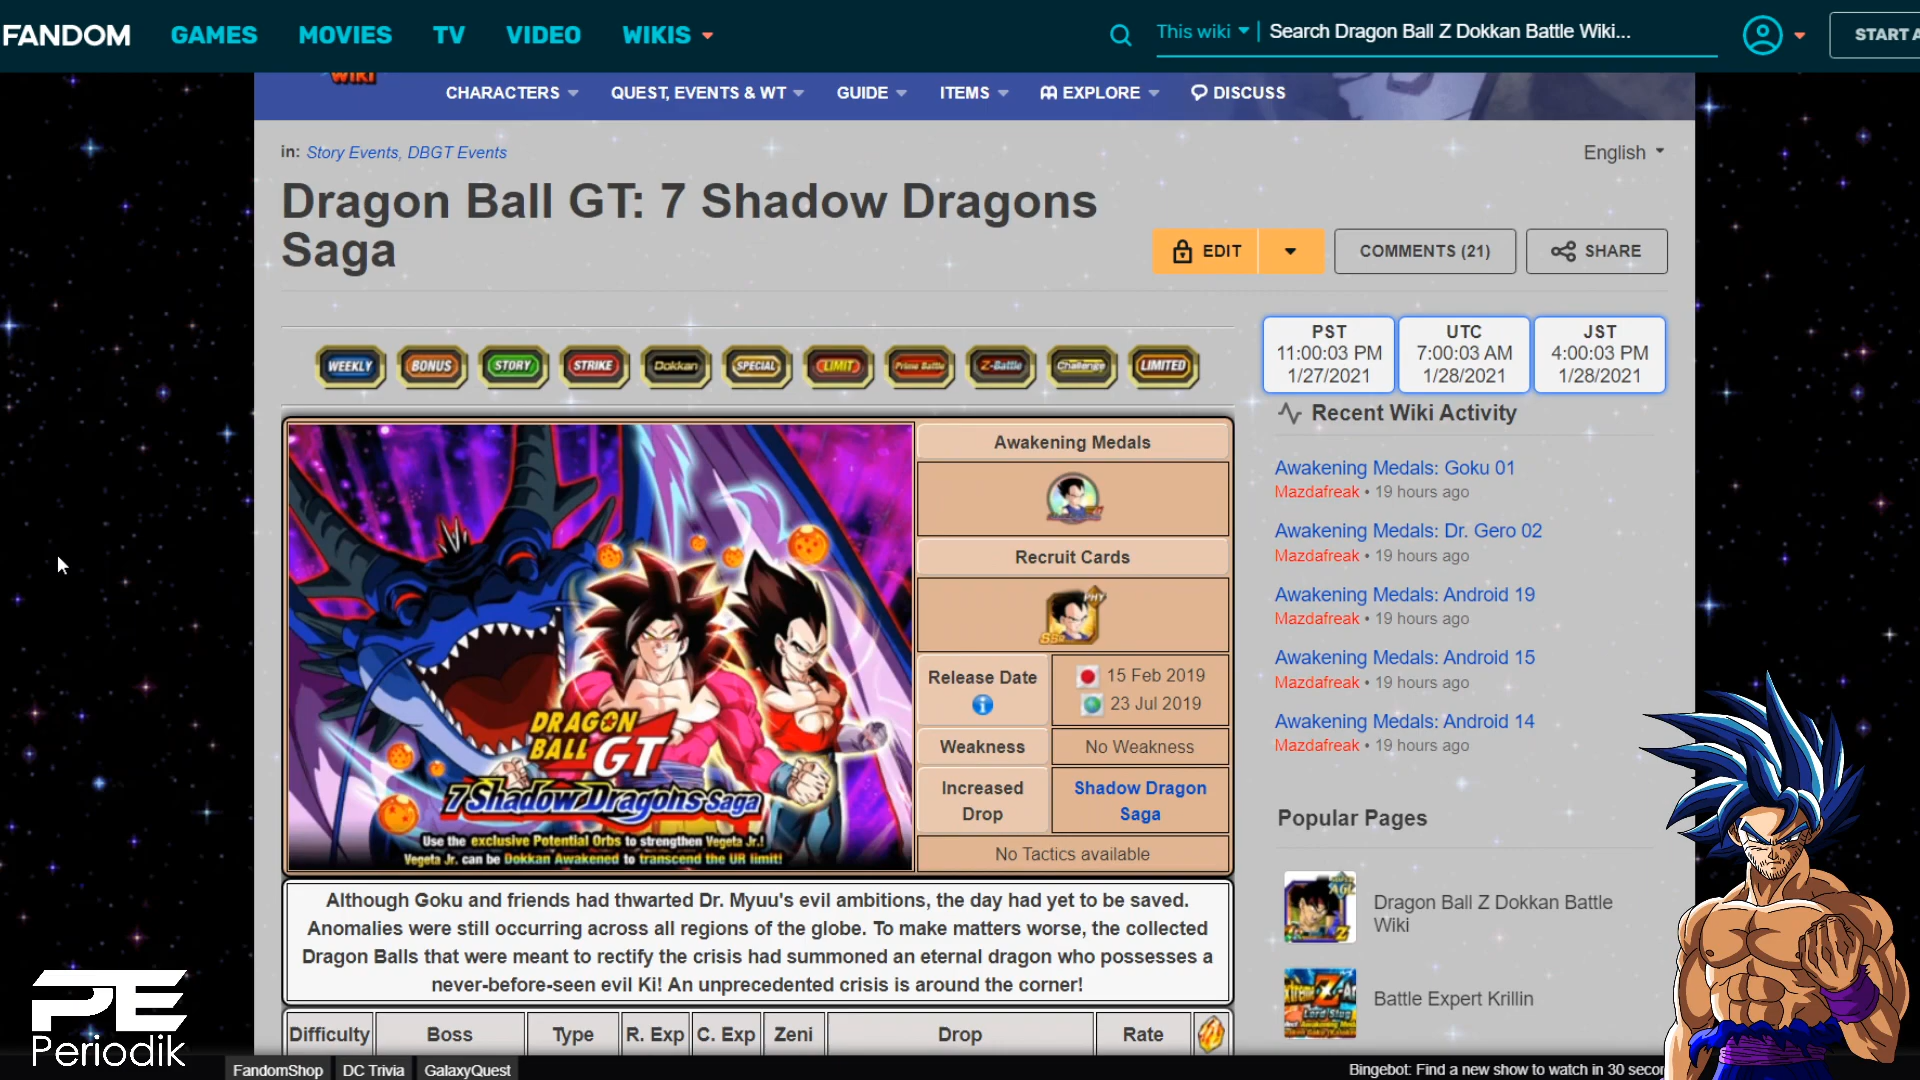 FANDOM GAMES MOVIES TV VIDEO WIKIS This wiki Search Dragon Ball Z Dokkan Battle Wiki... START A
WIKI
CHARACTERS QUEST, EVENTS & WT GUIDE ITEMS EXPLORE DISCUSS
in: Story Events, DBGT Events
English
Dragon Ball GT: 7 Shadow Dragons
Saga
EDIT COMMENTS (21) SHARE
WEEKLY BONUS STORY STRIKE Dokkan SPECIAL LIMIT Prime Battle Z-Battle Challenge LIMITED
PST UTC JST
11:00:03 PM 7:00:03 AM 4:00:03 PM
1/27/2021 1/28/2021 1/28/2021
Recent Wiki Activity
Awakening Medals: Goku 01
Mazdafreak • 19 hours ago
Awakening Medals: Dr. Gero 02
Mazdafreak • 19 hours ago
Awakening Medals: Android 19
Mazdafreak • 19 hours ago
Awakening Medals: Android 15
Mazdafreak • 19 hours ago
Awakening Medals: Android 14
Mazdafreak • 19 hours ago
Popular Pages
Dragon Ball Z Dokkan Battle
Wiki
Battle Expert Krillin
DRAGON
BALL GT
7 Shadow Dragons Saga
Use the exclusive Potential Orbs to strengthen Vegeta Jr.!
Vegeta Jr. can be Dokkan Awakened to transcend the UR limit!
Awakening Medals
Recruit Cards
PHY
SSR
Release Date
15 Feb 2019
23 Jul 2019
Weakness No Weakness
Increased
Drop
Shadow Dragon
Saga
No Tactics available
Although Goku and friends had thwarted Dr. Myuu's evil ambitions, the day had yet to be saved.
Anomalies were still occurring across all regions of the globe. To make matters worse, the collected
Dragon Balls that were meant to rectify the crisis had summoned an eternal dragon who possesses a
never-before-seen evil Ki! An unprecedented crisis is around the corner!
Difficulty Boss Type R. Exp C. Exp Zeni Drop Rate
PE
Periodik
FandomShop DC Trivia GalaxyQuest
Bingebot: Find a new show to watch in 30 secon